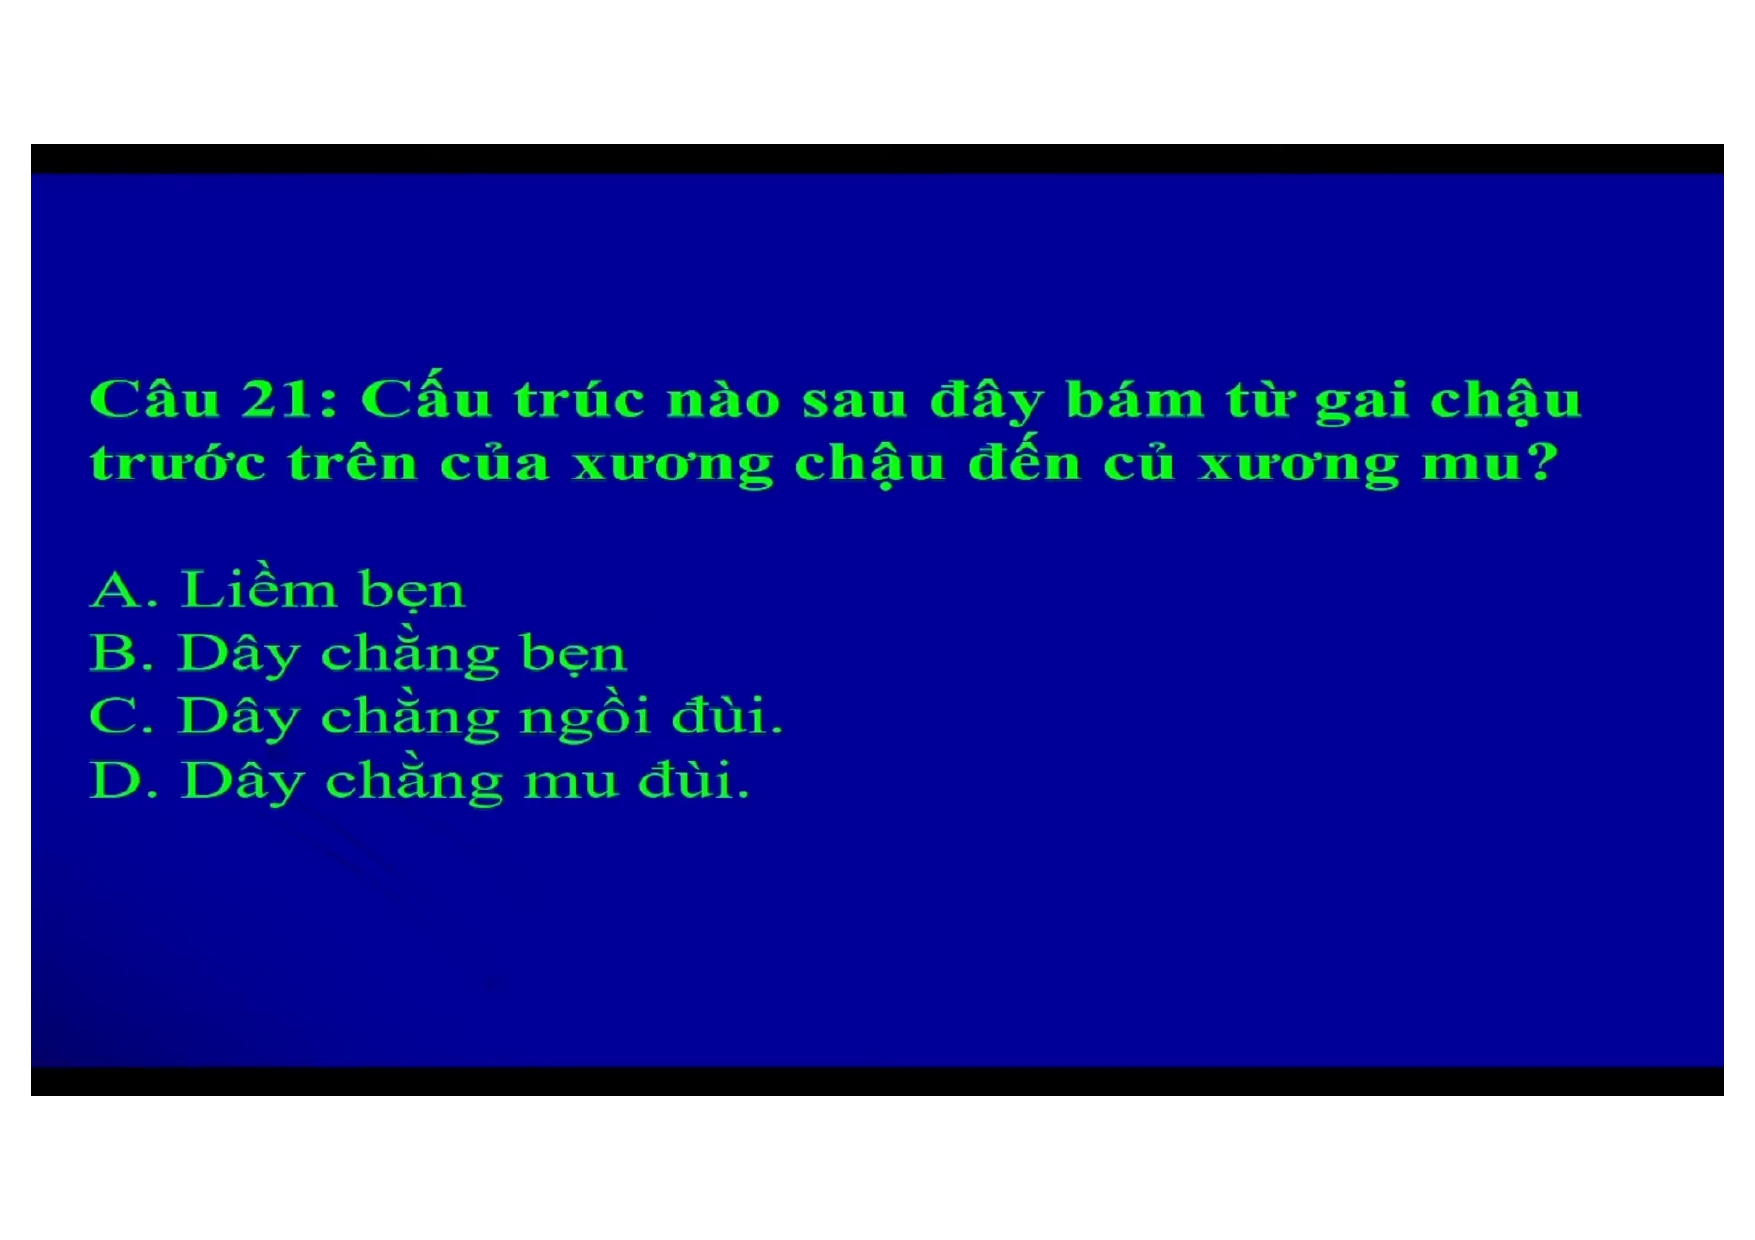 Câu 21: Cấu trúc nào sau đây bám từ gai chậu
trước trên của xương chậu đến củ xương mu?
A. Liềm bẹn
B. Dây chằng bẹn
C. Dây chằng ngồi đùi.
D. Dây chằng mu đùi.